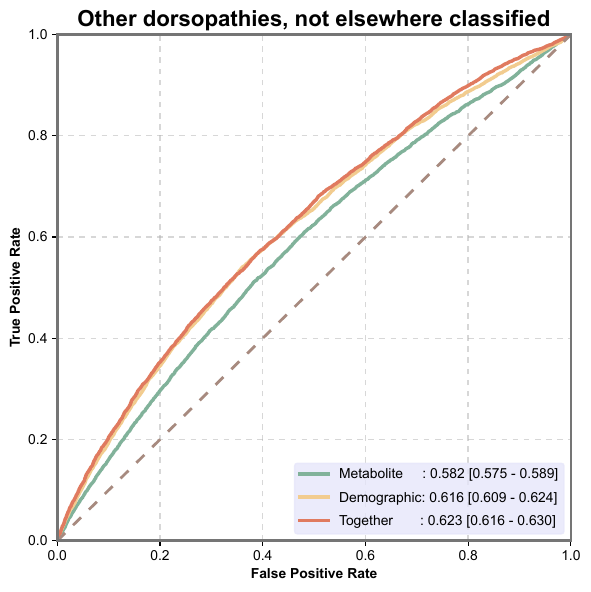 Other dorsopathies, not elsewhere classified
1.0
0.8
0.6
0.4
0.2
0.0
True Positive Rate
Metabolite : 0.582 [0.575 - 0.589]
Demographic: 0.616 [0.609 - 0.624]
Together : 0.623 [0.616 - 0.630]
0.0 0.2 0.4 0.6 0.8 1.0
False Positive Rate